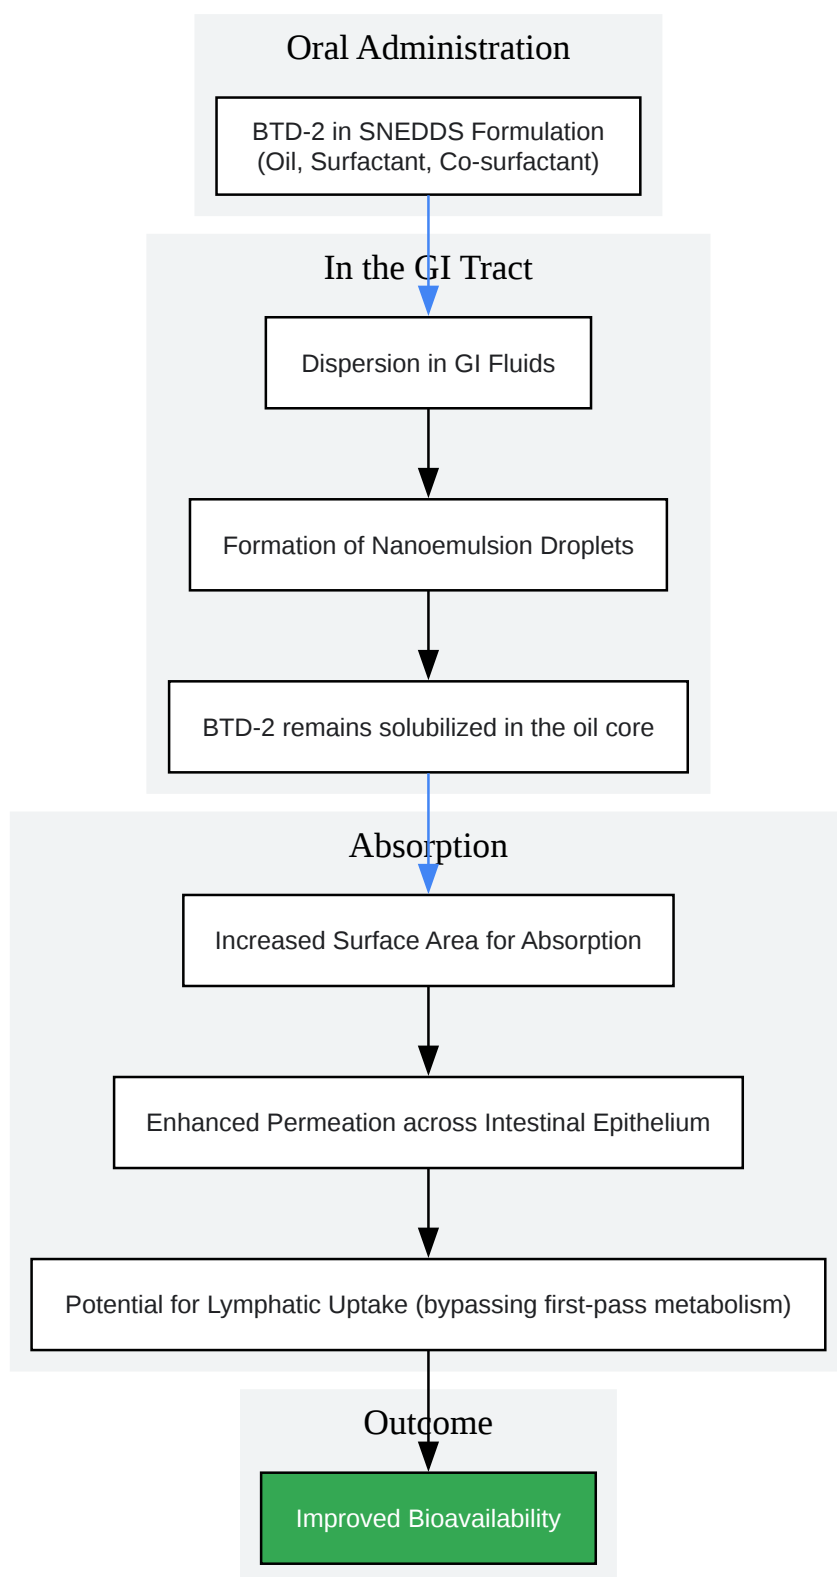 Oral Administration
BTD-2 in SNEDDS Formulation
(Oil, Surfactant, Co-surfactant)
In the GI Tract
Dispersion in GI Fluids
Formation of Nanoemulsion Droplets
BTD-2 remains solubilized in the oil core
Absorption
Increased Surface Area for Absorption
Enhanced Permeation across Intestinal Epithelium
Potential for Lymphatic Uptake (bypassing first-pass metabolism)
Outcome
Improved Bioavailability